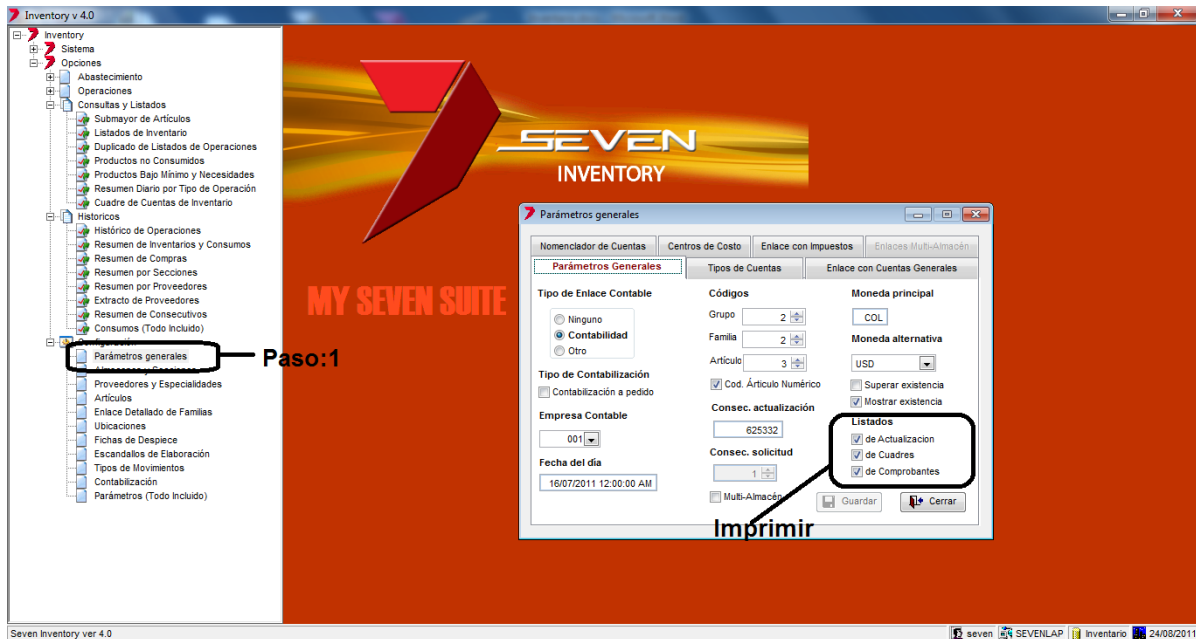 Inventory v 4.0
Inventory
Sistema
Opciones
Abastecimiento
Operaciones
Consultas y Listados
Submayor de Artículos
Listados de Inventario
Duplicado de Listados de Operaciones
Productos no Consumidos
Productos Bajo Mínimo y Necesidades
Resumen Diario por Tipo de Operación
Cuadre de Cuentas de Inventario
Historicos
Histórico de Operaciones
Resumen de Inventarios y Consumos
Resumen de Compras
Resumen por Secciones
Resumen por Proveedores
Extracto de Proveedores
Resumen de Consecutivos
Consumos (Todo Incluido)
Configuración
Parámetros generales
Almacenes y Secciones
Proveedores y Especialidades
Artículos
Enlace Detallado de Familias
Ubicaciones
Fichas de Despiece
Escandallos de Elaboración
Tipos de Movimientos
Contabilización
Parámetros (Todo Incluido)
Paso:1
SEVEN
INVENTORY
MY SEVEN SUITE
Parámetros generales
Nomenclador de Cuentas Centros de Costo Enlace con Impuestos Enlaces Multi-Almacén
Parámetros Generales Tipos de Cuentas Enlace con Cuentas Generales
Tipo de Enlace Contable
Ninguno
Contabilidad
Otro
Tipo de Contabilización
Contabilización a pedido
Empresa Contable
001
Fecha del día
16/07/2011 12:00:00 AM
Códigos
Grupo 2
Familia 2
Artículo 3
Cod. Árticulo Numérico
Consec. actualización
625332
Consec. solicitud
1
Multi-Almacén
Moneda principal
COL
Moneda alternativa
USD
Superar existencia
Mostrar existencia
Listados
de Actualizacion
de Cuadres
de Comprobantes
Guardar Cerrar
Imprimir
Seven Inventory ver 4.0 seven SEVENLAP Inventario 24/08/2011